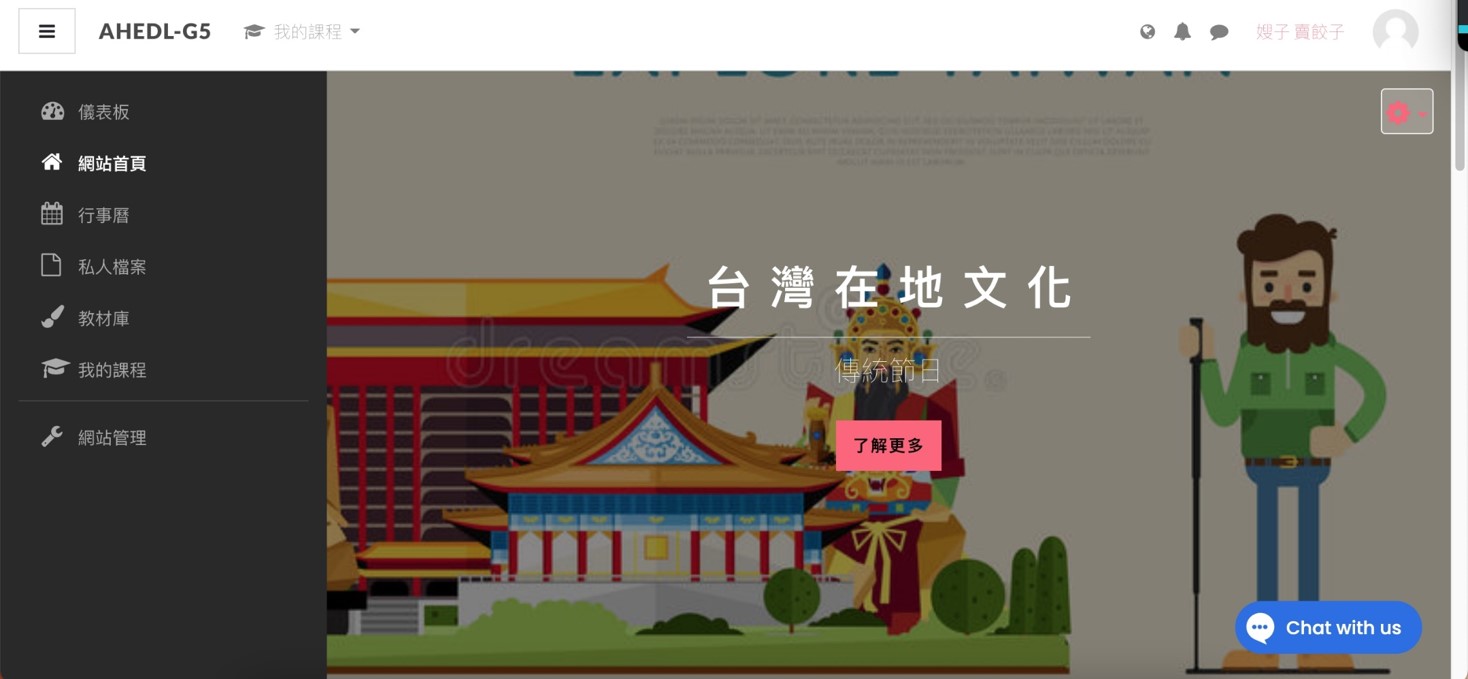 AHEDL-G5
我的課程
嫂子 賣餃子
儀表板
網站首頁
行事曆
私人檔案
教材庫
我的課程
網站管理
台灣在地文化
dreamstime
傳統節日
了解更多
Chat with us